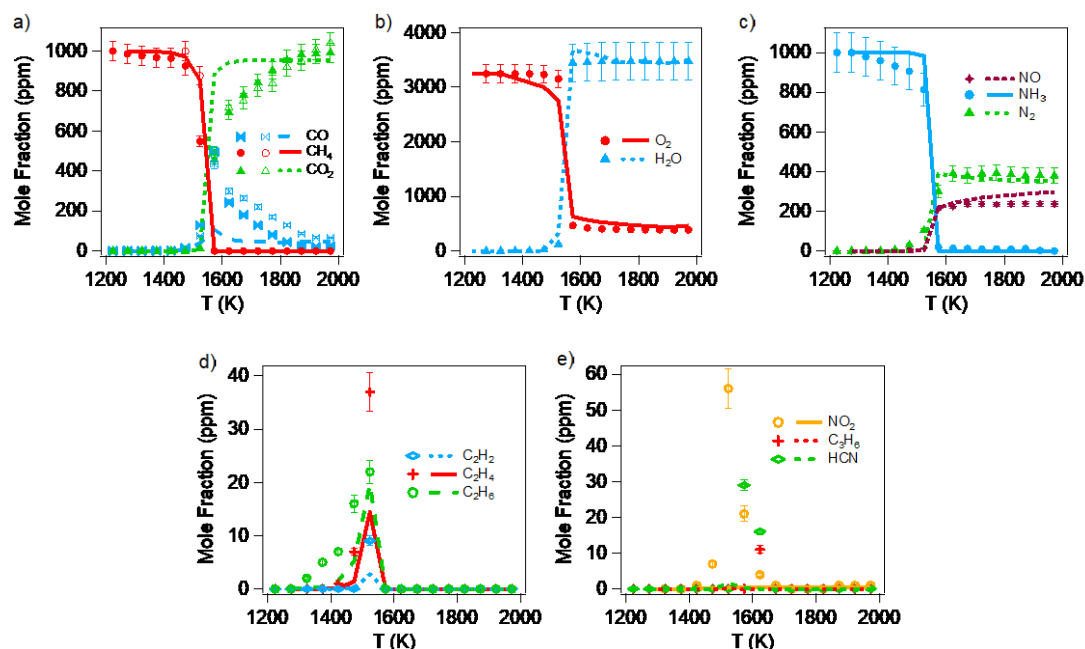 a)
Mole Fraction (ppm)
1000
800
600
400
200
0
CO
CH4
CO2
1200 1400 1600 1800 2000
T (K)
b)
Mole Fraction (ppm)
4000
3000
2000
1000
0
O2
H2O
1200 1400 1600 1800 2000
T (K)
c)
Mole Fraction (ppm)
1000
800
600
400
200
0
NO
NH3
N2
1200 1400 1600 1800 2000
T (K)
d)
Mole Fraction (ppm)
40
30
20
10
0
C2H2
C2H4
C2H6
1200 1400 1600 1800 2000
T (K)
e)
Mole Fraction (ppm)
60
50
40
30
20
10
0
NO2
C3H6
HCN
1200 1400 1600 1800 2000
T (K)